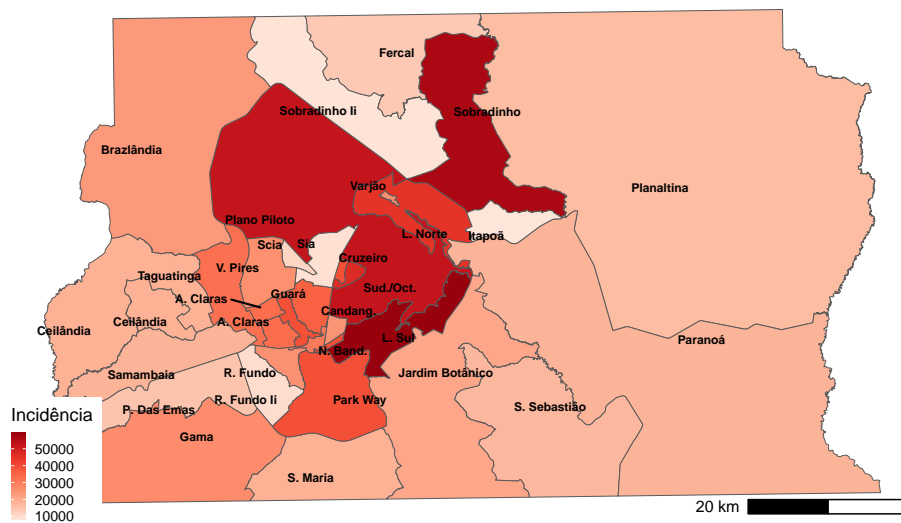 Fercal
Sobradinho Ii
Sobradinho
Brazlândia
Varjão
Planaltina
Plano Piloto
L. Norte
Itapoã
Scia
Sia
Cruzeiro
V. Pires
Taguatinga
Guará
Sud./Oct.
A. Claras
Candang.
Ceilândia
Ceilândia
A. Claras
L. Sul
Paranoá
N. Band.
R. Fundo
Jardim Botânico
Samambaia
R. Fundo Ii
Park Way
S. Sebastião
P. Das Emas
Gama
S. Maria
Incidência
50000
40000
30000
20000
10000
20 km